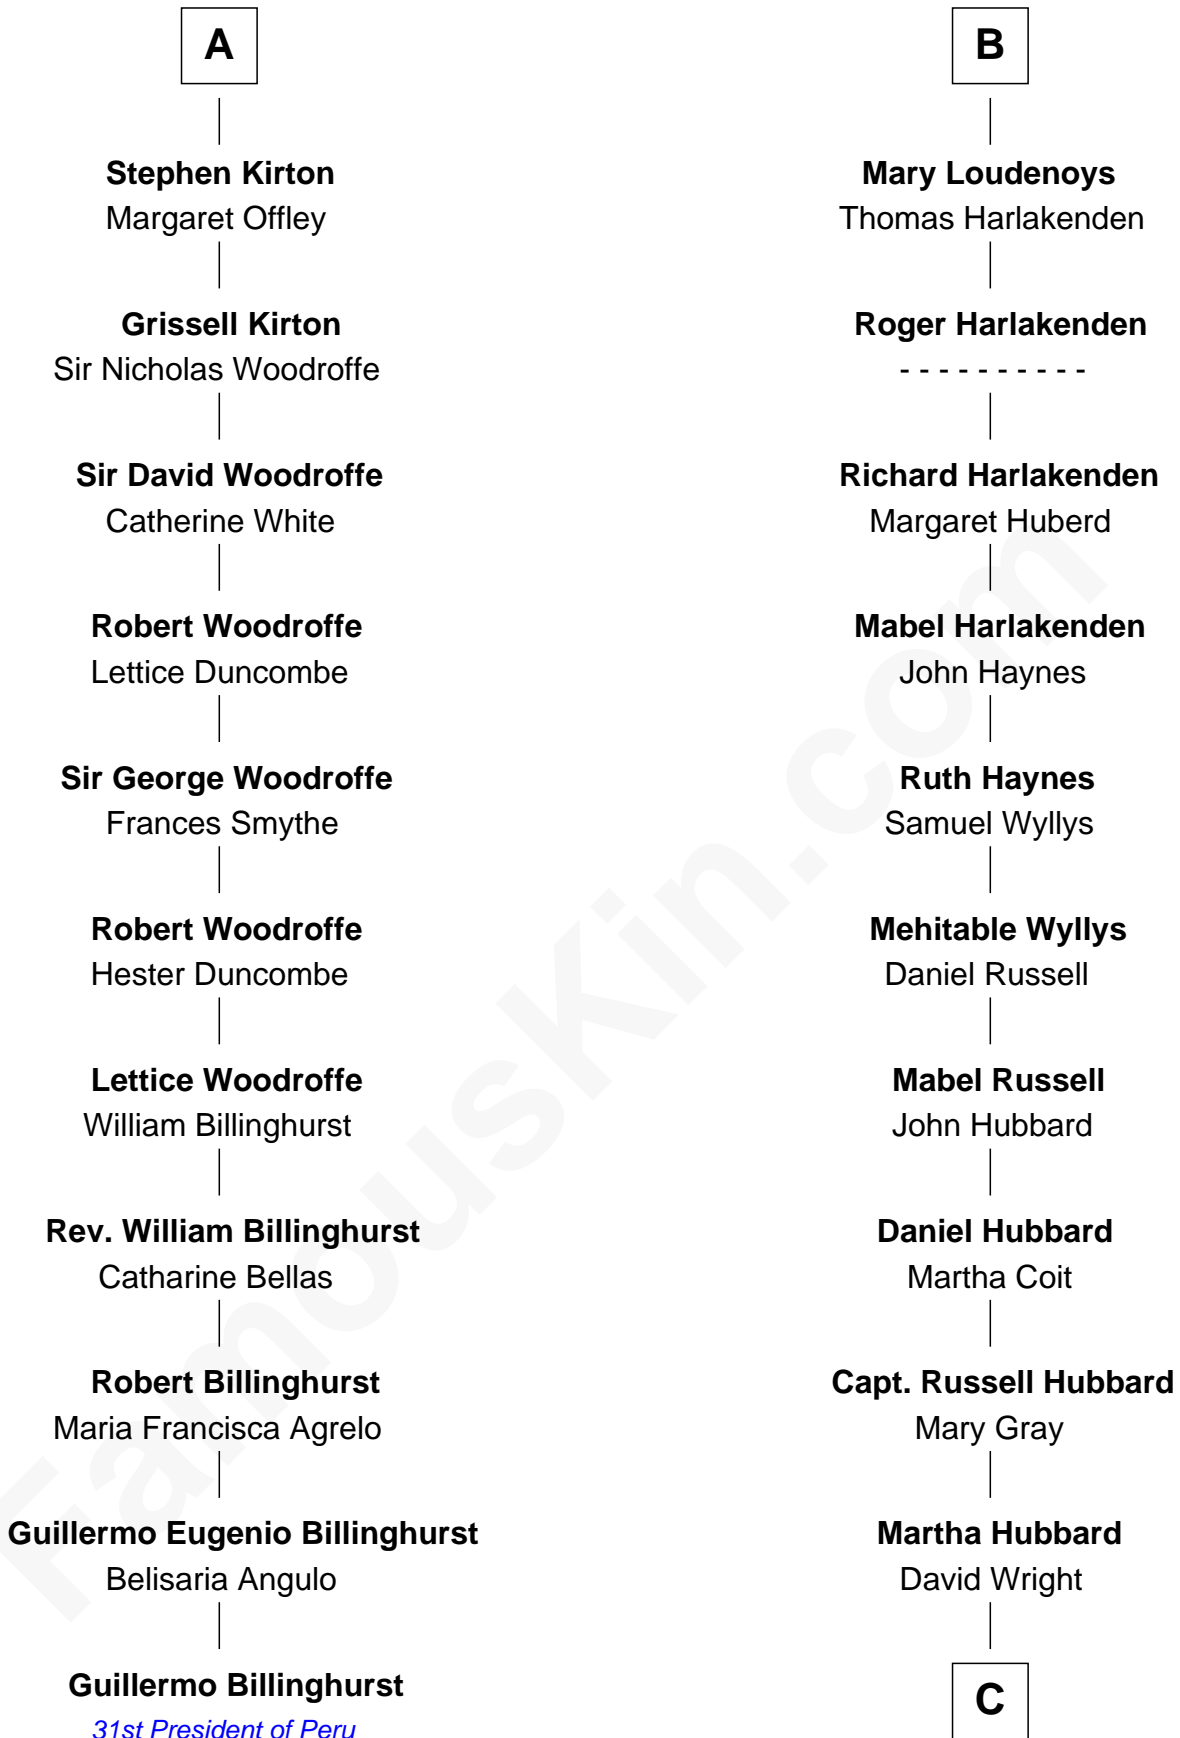 A
Stephen Kirton
Margaret Offley
Grissell Kirton
Sir Nicholas Woodroffe
Sir David Woodroffe
Catherine White
Robert Woodroffe
Lettice Duncombe
Sir George Woodroffe
Frances Smythe
Robert Woodroffe
Hester Duncombe
Lettice Woodroffe
William Billinghurst
Rev. William Billinghurst
Catharine Bellas
Robert Billinghurst
Maria Francisca Agrelo
Guillermo Eugenio Billinghurst
Belisaria Angulo
Guillermo Billinghurst
31st President of Peru
B
Mary Loudenoys
Thomas Harlakenden
Roger Harlakenden
- - - - - - - - - -
Richard Harlakenden
Margaret Huberd
Mabel Harlakenden
John Haynes
Ruth Haynes
Samuel Wyllys
Mehitable Wyllys
Daniel Russell
Mabel Russell
John Hubbard
Daniel Hubbard
Martha Coit
Capt. Russell Hubbard
Mary Gray
Martha Hubbard
David Wright
C
FamousKin.com